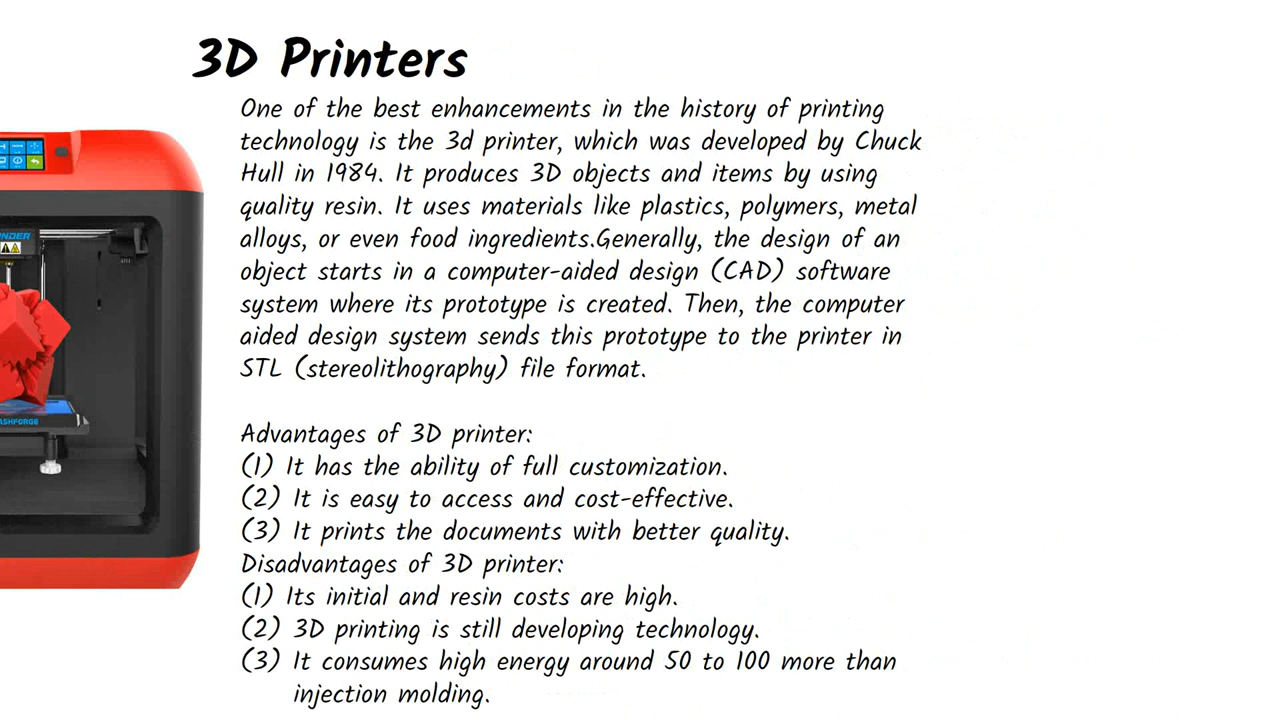 3D Printers
One of the best enhancements in the history of printing
technology is the 3d printer, which was developed by Chuck
Hull in 1984. It produces 3D objects and items by using
quality resin. It uses materials like plastics, polymers, metal
alloys, or even food ingredients.Generally, the design of an
object starts in a computer-aided design (CAD) software
system where its prototype is created. Then, the computer
aided design system sends this prototype to the printer in
STL (stereolithography) file format.
Advantages of 3D printer:
(1) It has the ability of full customization.
(2) It is easy to access and cost-effective.
(3) It prints the documents with better quality.
Disadvantages of 3D printer:
(1) Its initial and resin costs are high.
(2) 3D printing is still developing technology.
(3) It consumes high energy around 50 to 100 more than
injection molding.